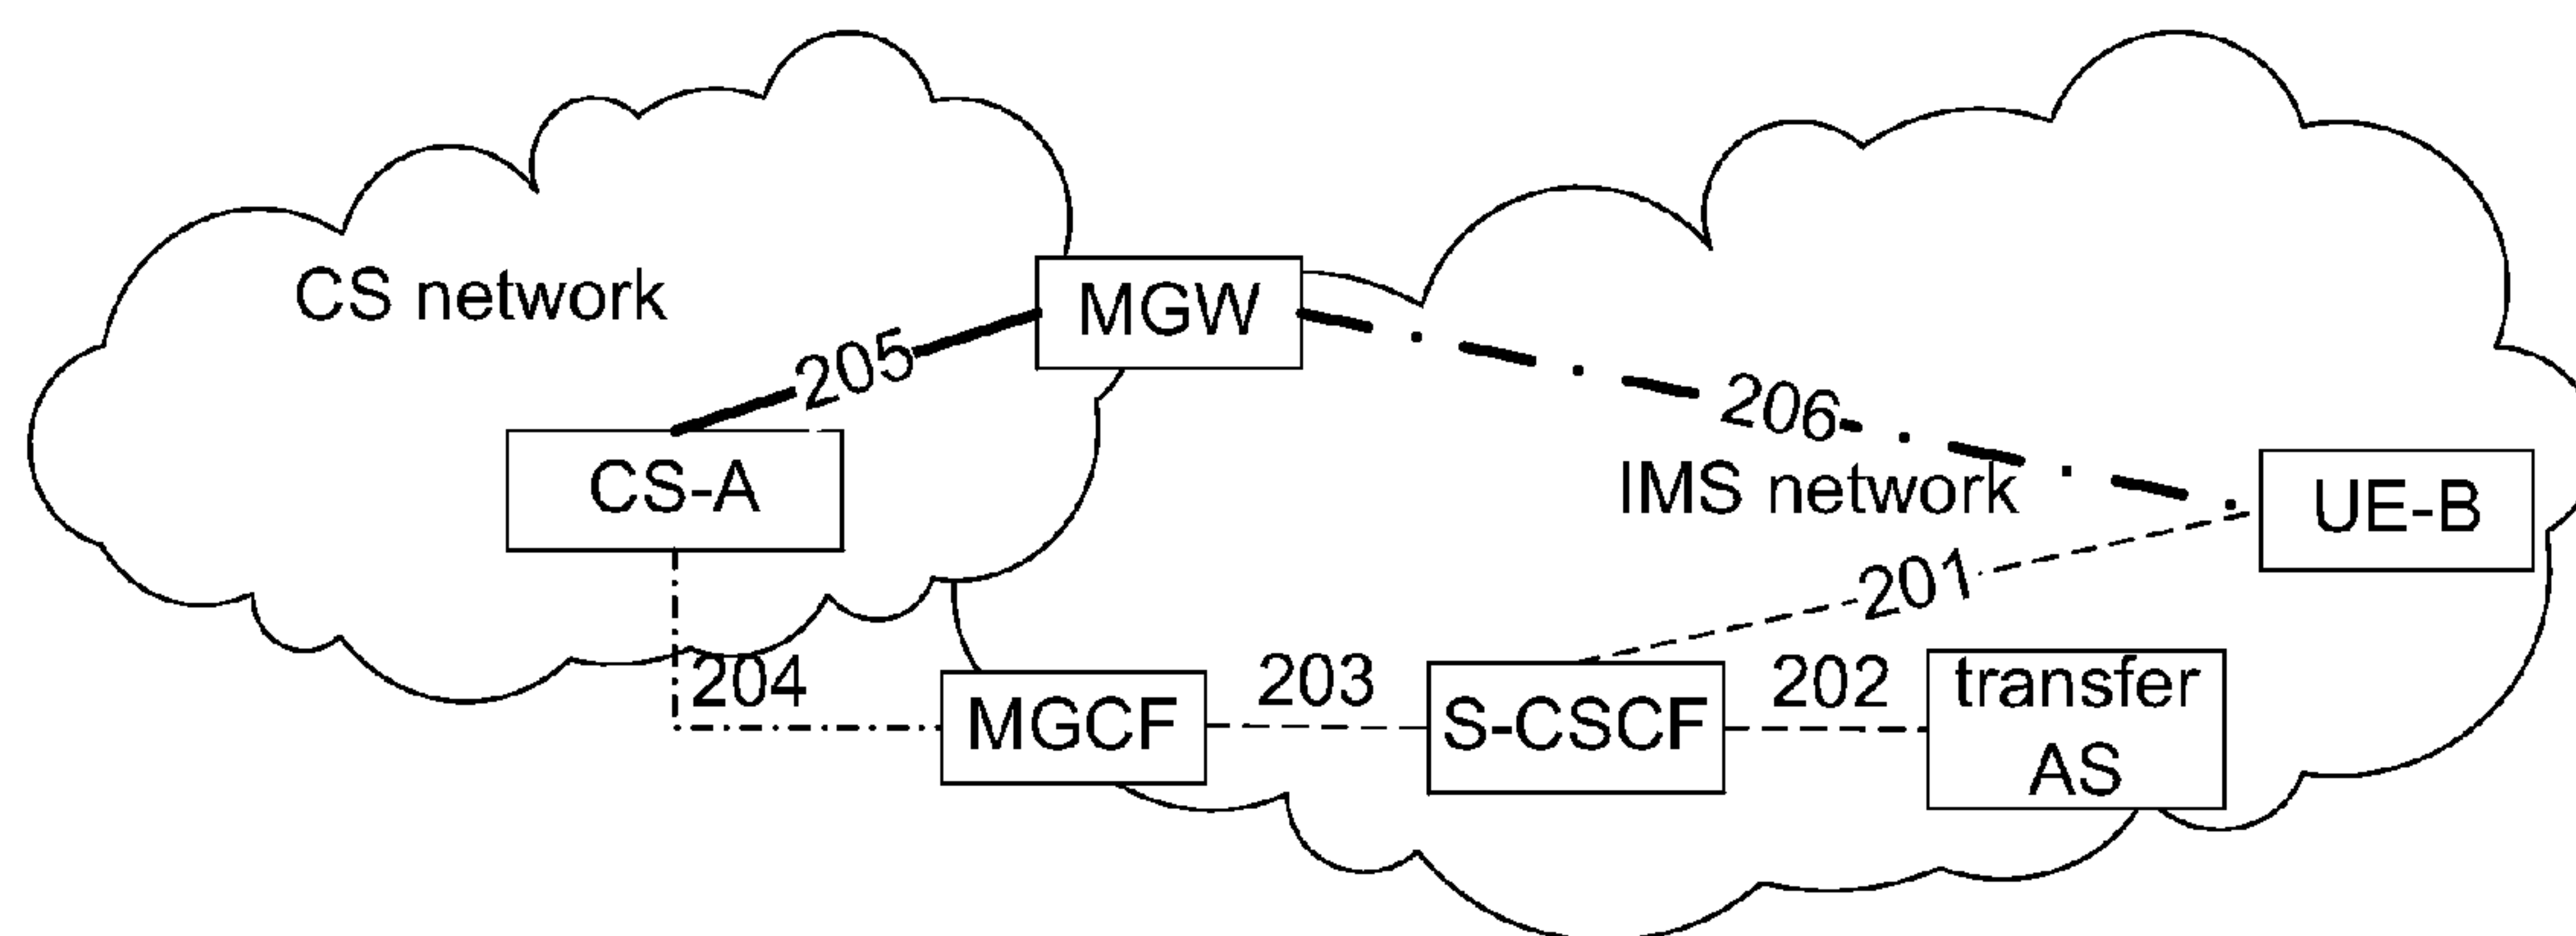 CS network
MGW
205
206
CS-A
IMS network
UE-B
201
204
203
202
MGCF
S-CSCF
transfer
AS